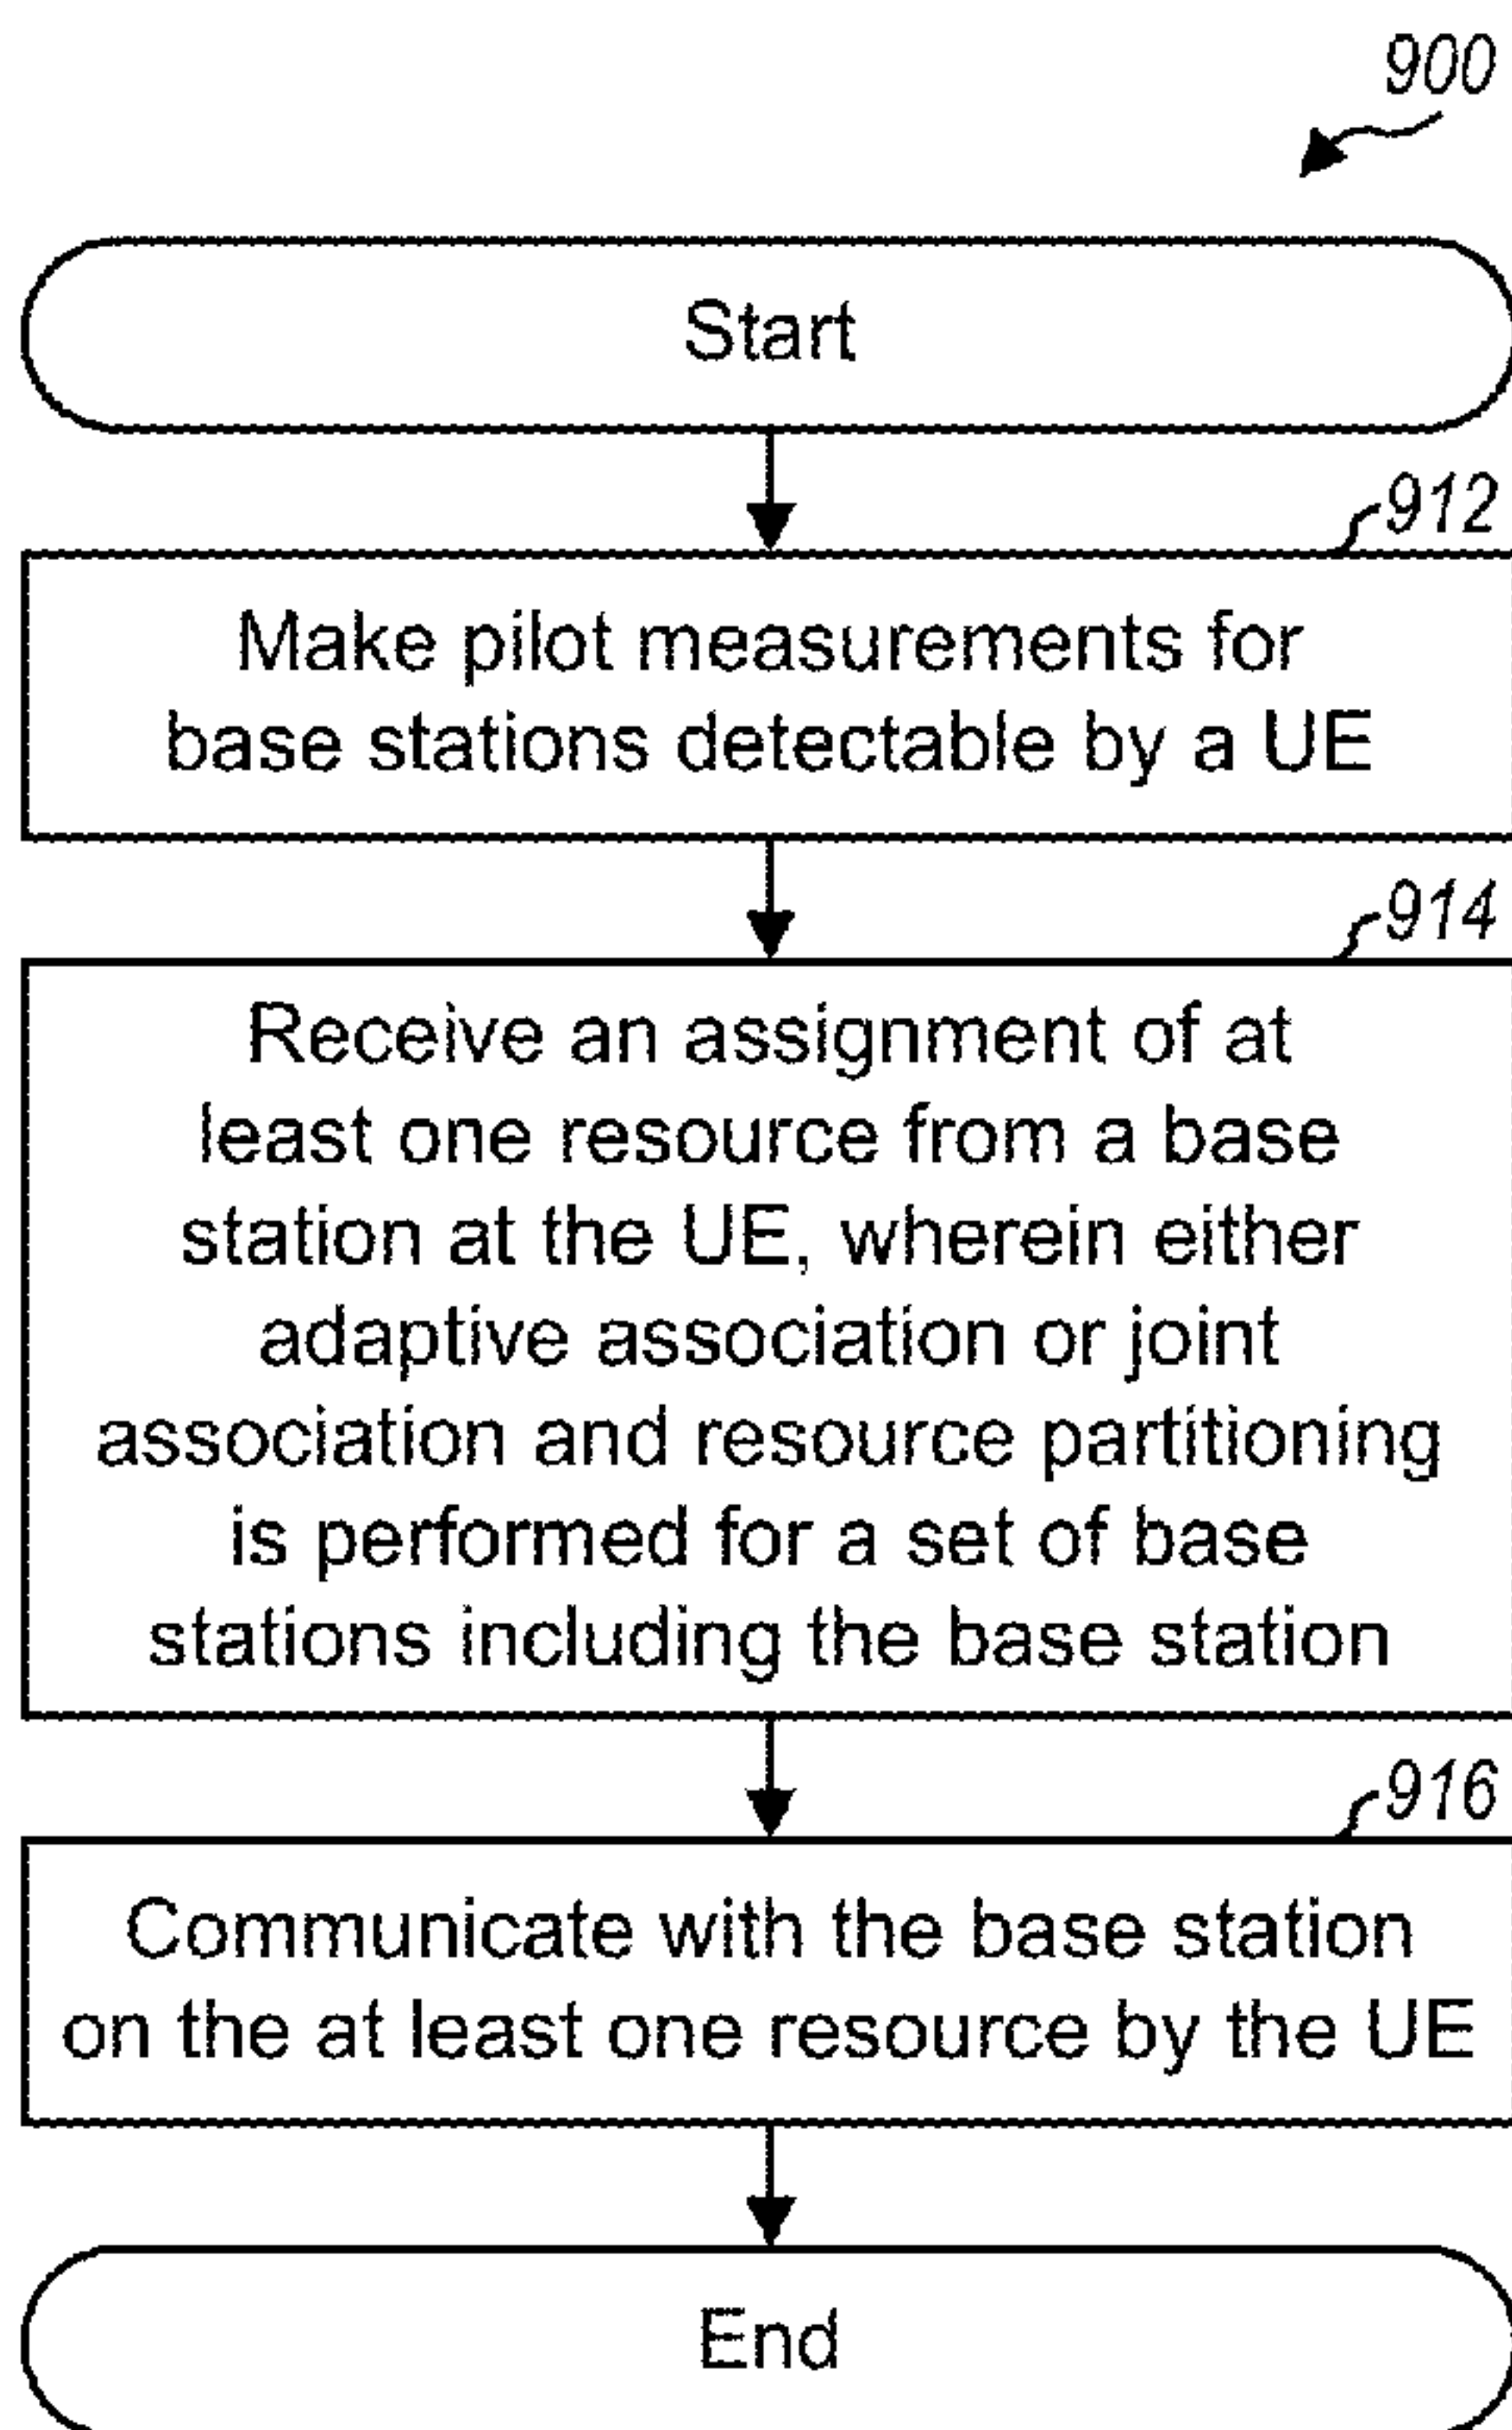 900
Start
912
Make pilot measurements for
base stations detectable by a UE
914
Receive an assignment of at
least one resource from a base
station at the UE, wherein either
adaptive association or joint
association and resource partitioning
is performed for a set of base
stations including the base station
916
Communicate with the base station
on the at least one resource by the UE
End